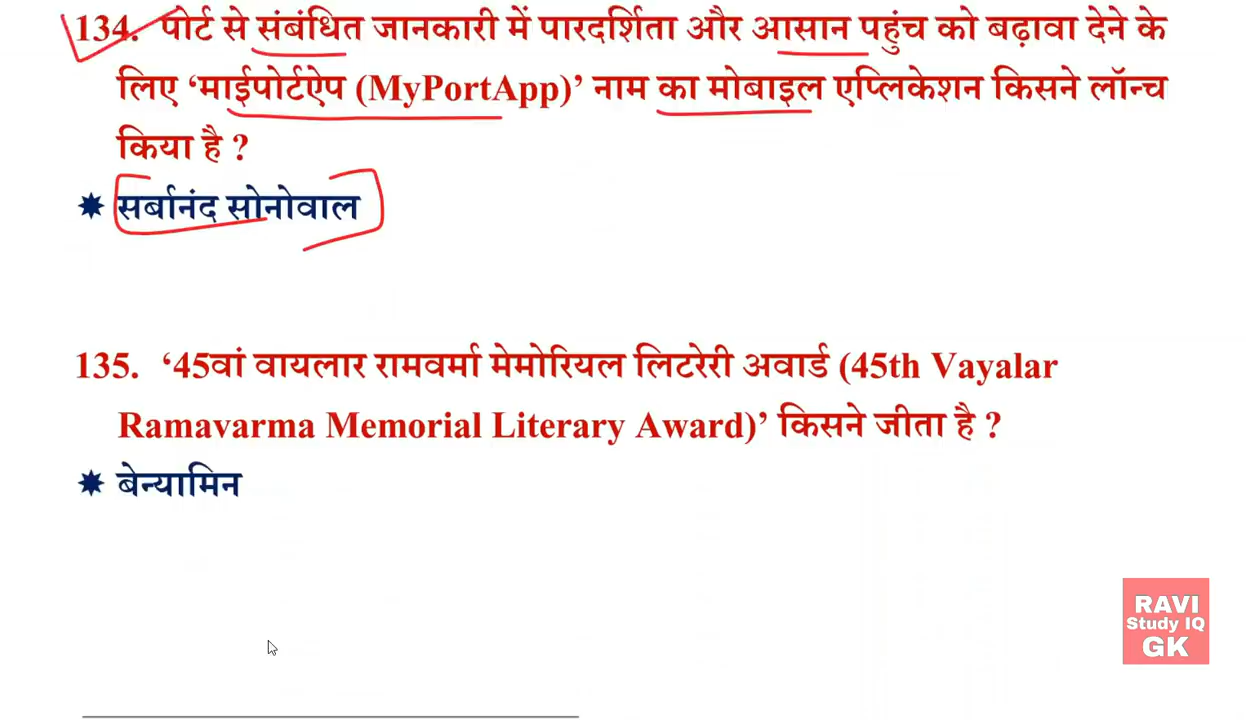 134. पोर्ट से संबंधित जानकारी में पारदर्शिता और आसान पहुंच को बढ़ावा देने के
लिए ‘माईपोर्टऐप (MyPortApp)’ नाम का मोबाइल एप्लिकेशन किसने लॉन्च
किया है ?
सर्बानंद सोनोवाल
135. ‘45वां वायलार रामवर्मा मेमोरियल लिटरेरी अवार्ड (45th Vayalar
Ramavarma Memorial Literary Award)’ किसने जीता है ?
बेन्यामिन
RAVI
Study IQ
GK